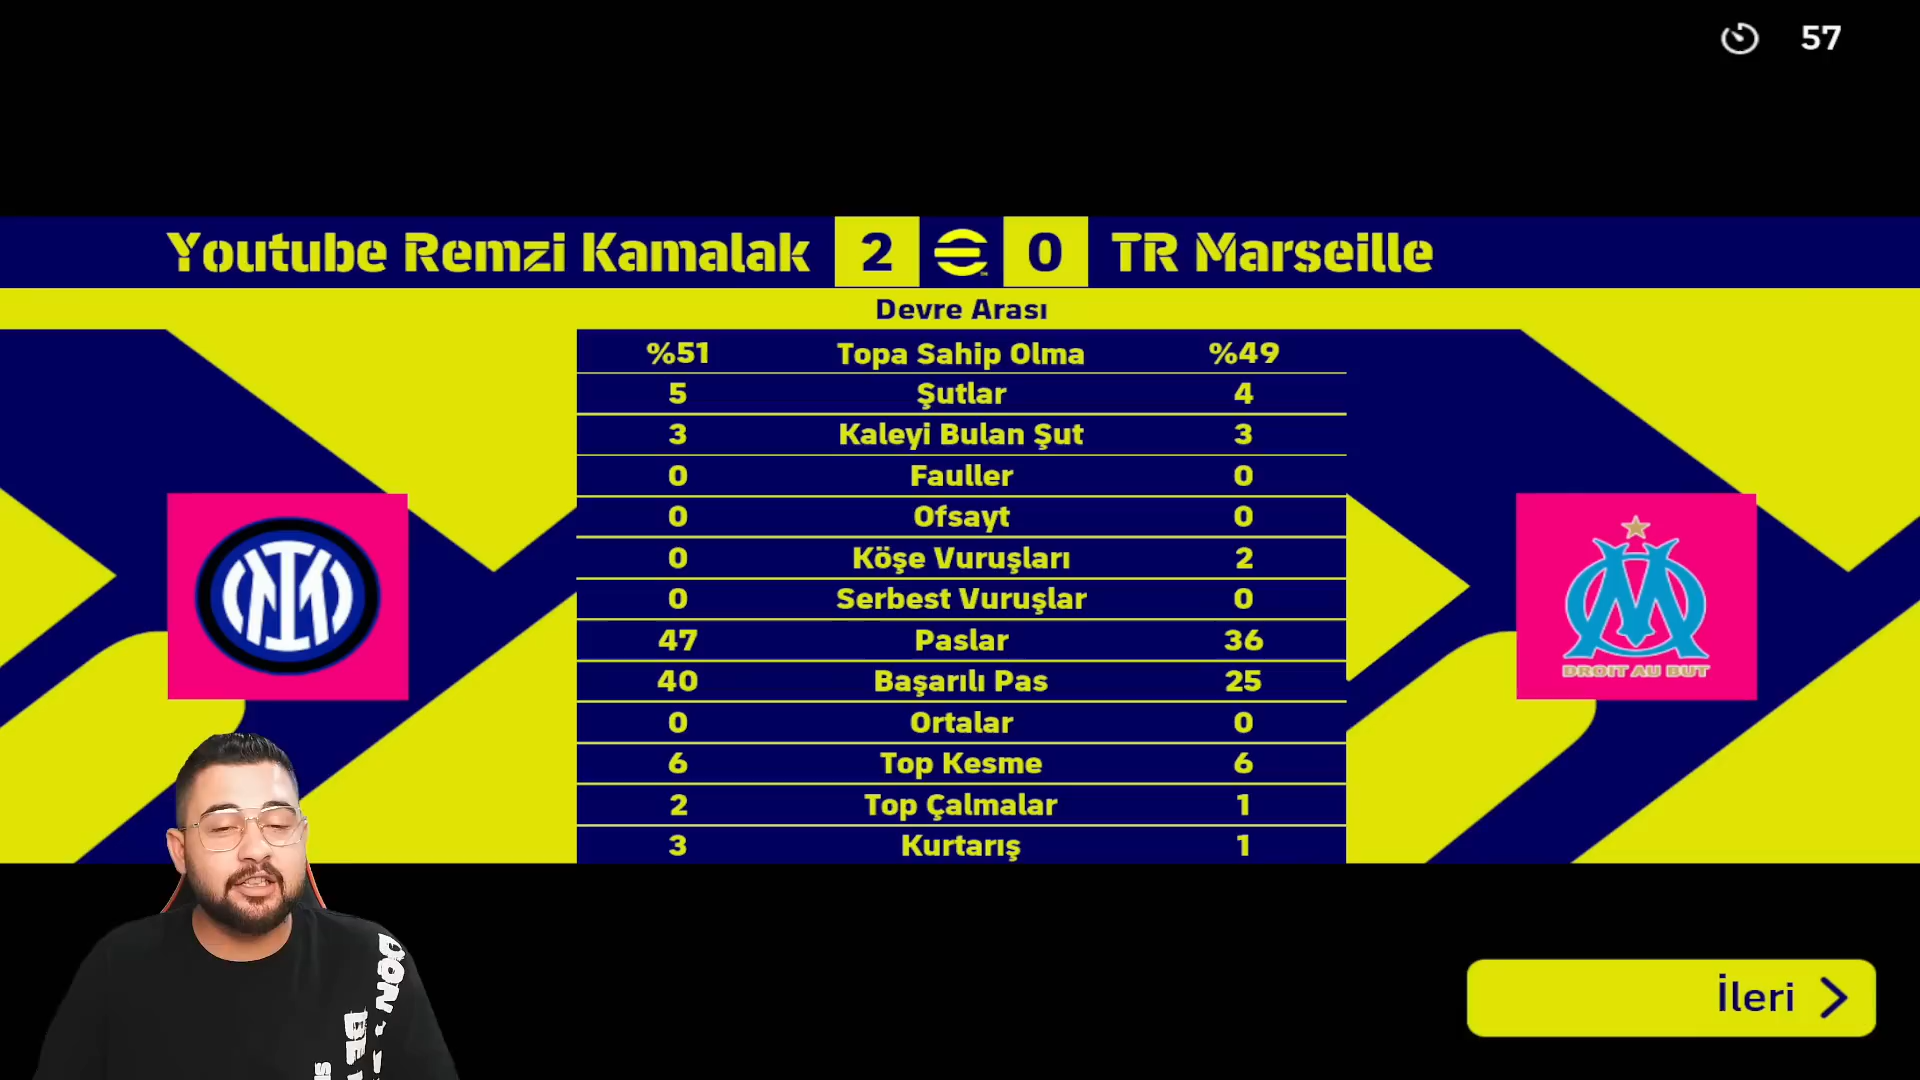 57
Youtube Remzi Kamalak 2 0 TR Marseille
Devre Arası
%51 Topa Sahip Olma %49
5 Şutlar 4
3 Kaleyi Bulan Şut 3
0 Fauller 0
0 Ofsayt 0
0 Köşe Vuruşları 2
0 Serbest Vuruşlar 0
47 Paslar 36
40 Başarılı Pas 25
0 Ortalar 0
6 Top Kesme 6
2 Top Çalmalar 1
3 Kurtarış 1
DROIT AU BUT
DON
BE
İleri